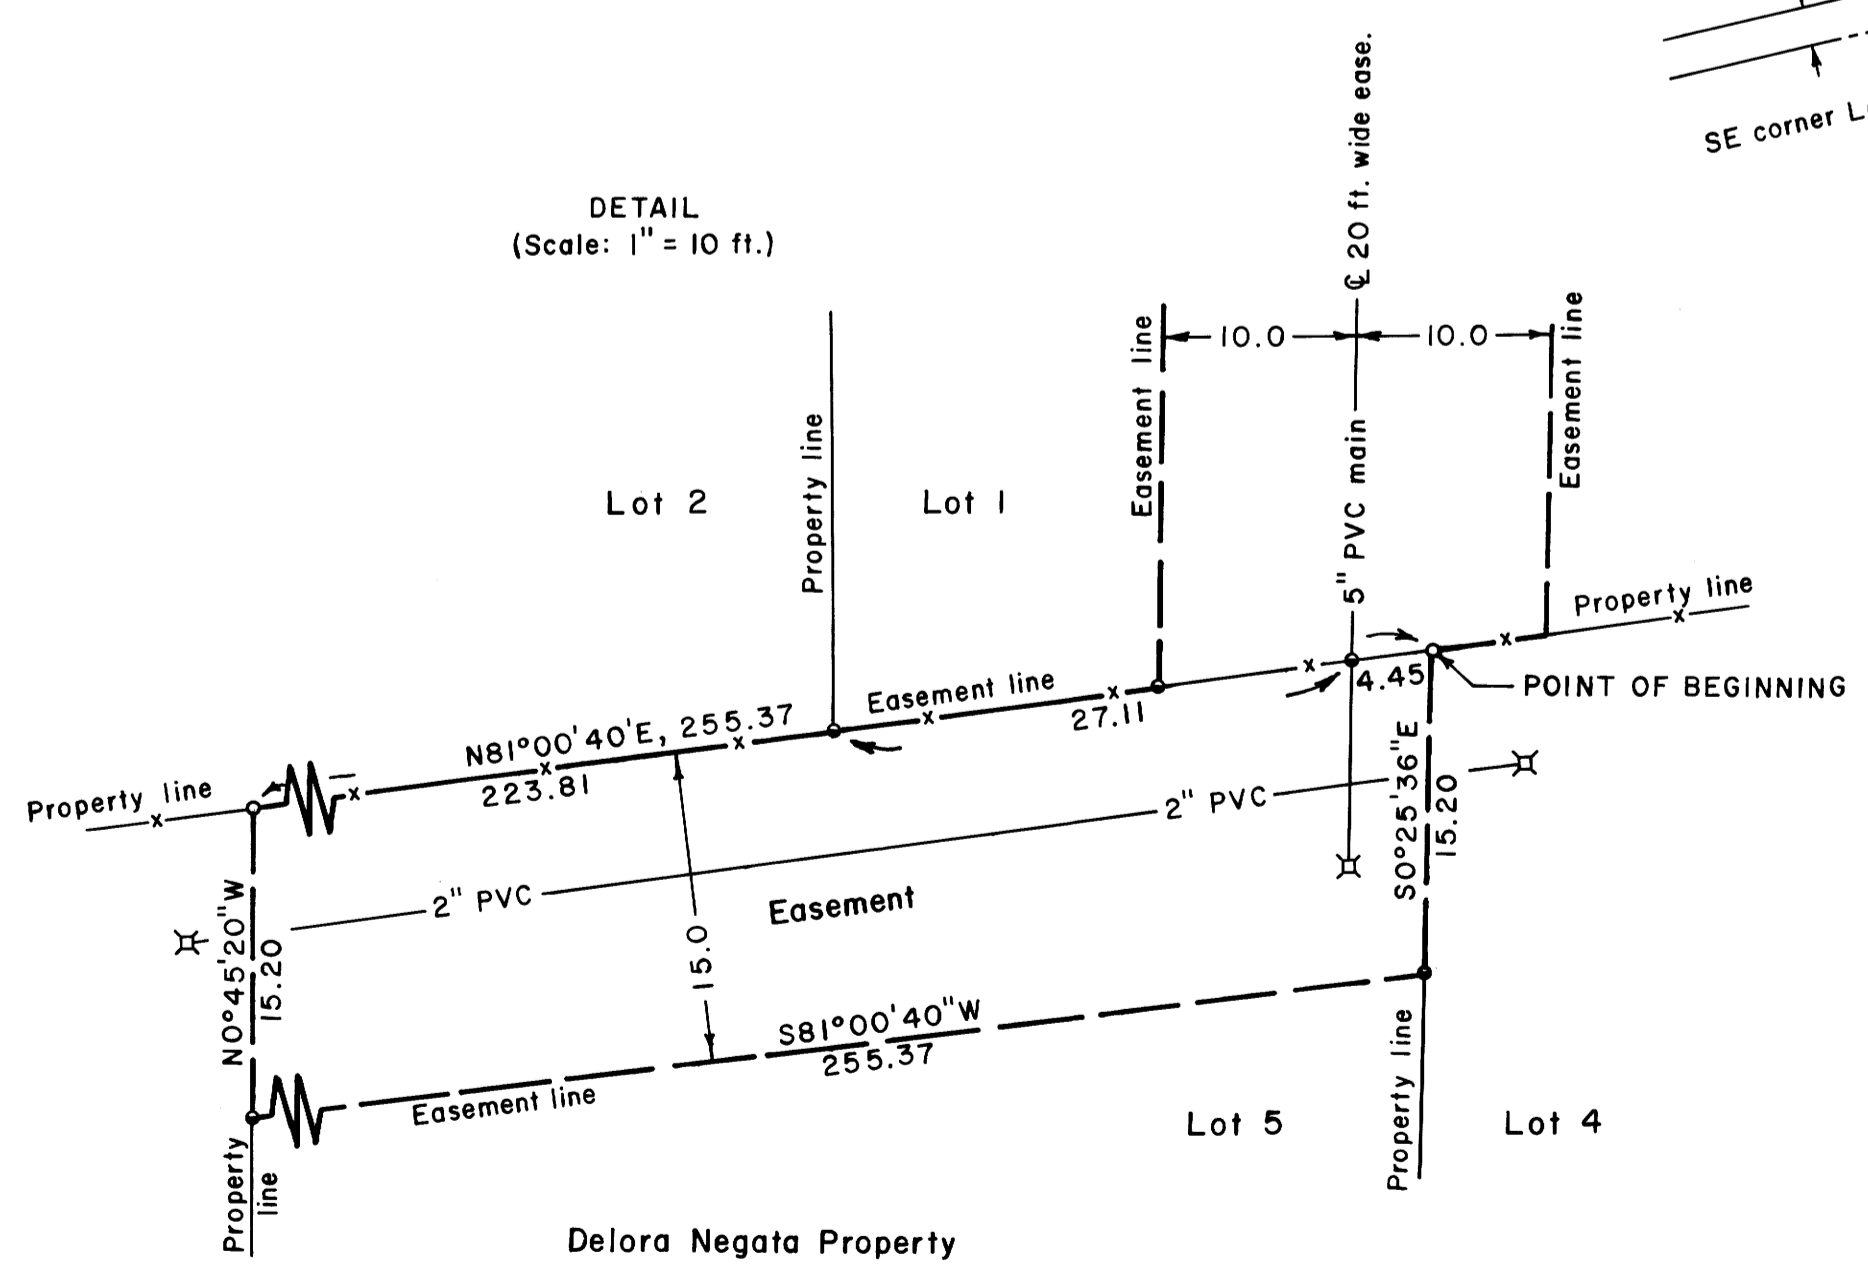 SE corner L
DETAIL
(Scale: 1" = 10 ft.)
℄ 20 ft. wide ease.
Easement line
10.0
10.0
Easement line
Property line
5" PVC main
Lot 2
Lot 1
Property line
Easement line
4.45
POINT OF BEGINNING
27.11
N81°00'40'E, 255.37
223.81
Property line
2" PVC
2" PVC
S0°25'36"E
15.20
Easement
15.0
N0°45'20"W
15.20
S81°00'40"W
255.37
Easement line
Property line
Lot 5
Lot 4
Property
line
Delora Negata Property